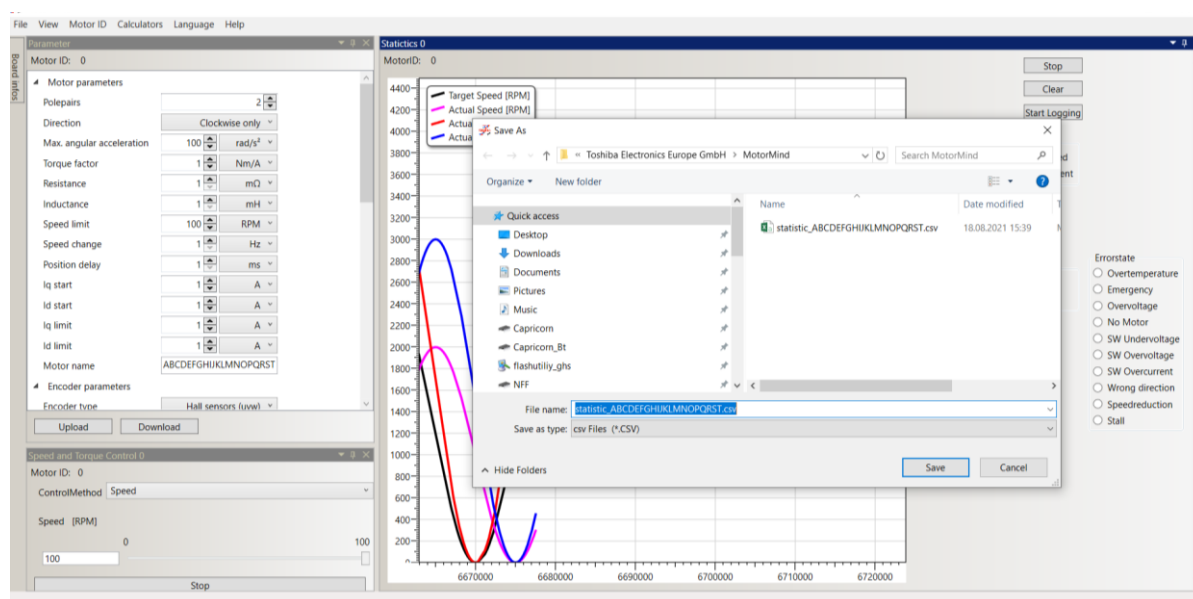 File View Motor ID Calculators Language Help
Board infos
Parameter
Motor ID: 0
Motor parameters
Polepairs 2
Direction Clockwise only
Max. angular acceleration 100 rad/s²
Torque factor 1 Nm/A
Resistance 1 mΩ
Inductance 1 mH
Speed limit 100 RPM
Speed change 1 Hz
Position delay 1 ms
Iq start 1 A
Id start 1 A
Iq limit 1 A
Id limit 1 A
Motor name ABCDEFGHIJKLMNOPQRST
Encoder parameters
Encoder type Hall sensors (uvw)
Upload Download
Speed and Torque Control 0
Motor ID: 0
ControlMethod Speed
Speed [RPM]
0 100
100
Stop
Statictics 0
MotorID: 0
Stop
Clear
Start Logging
Target Speed [RPM]
Actual Speed [RPM]
Actua
Actua
4400
4200
4000
3800
3600
3400
3200
3000
2800
2600
2400
2200
2000
1800
1600
1400
1200
1000
800
600
400
200
0
6670000 6680000 6690000 6700000 6710000 6720000
Save As
« Toshiba Electronics Europe GmbH > MotorMind
Search MotorMind
Organize New folder
Quick access
Desktop
Downloads
Documents
Pictures
Music
Capricorn
Capricorn_Bt
flashutiliy_ghs
NFF
Name Date modified
statistic_ABCDEFGHIJKLMNOPQRST.csv 18.08.2021 15:39
File name: statistic_ABCDEFGHIJKLMNOPQRST.csv
Save as type: csv Files (*.CSV)
Hide Folders
Save Cancel
Errorstate
Overtemperature
Emergency
Overvoltage
No Motor
SW Undervoltage
SW Overvoltage
SW Overcurrent
Wrong direction
Speedreduction
Stall